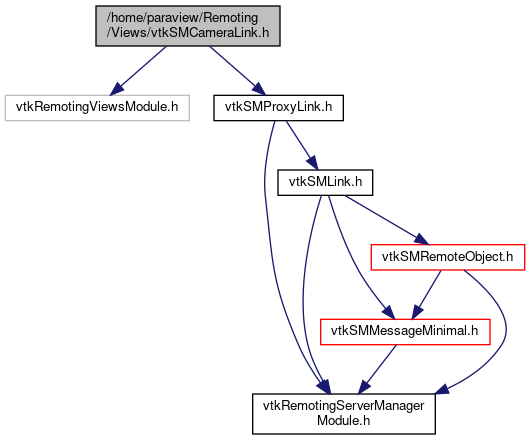 /home/paraview/Remoting
/Views/vtkSMCameraLink.h
vtkRemotingViewsModule.h
vtkSMProxyLink.h
vtkSMLink.h
vtkSMRemoteObject.h
vtkSMMessageMinimal.h
vtkRemotingServerManager
Module.h